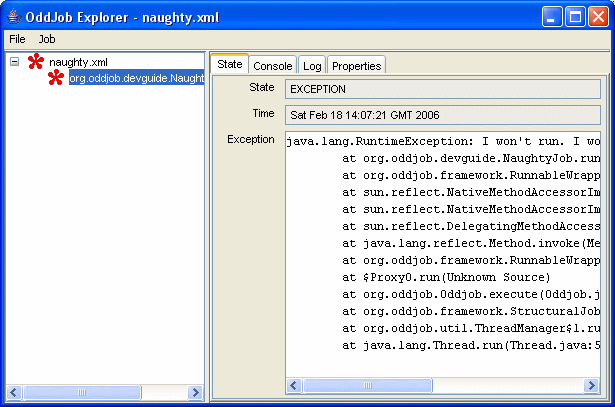 OddJob Explorer - naughty.xml
File Job
naughty.xml
org.oddjob.devguide.Naught
State Console Log Properties
State EXCEPTION
Time Sat Feb 18 14:07:21 GMT 2006
Exception
java.lang.RuntimeException: I won't run. I wo
at org.oddjob.devguide.NaughtyJob.run
at org.oddjob.framework.RunnableWrapp
at sun.reflect.NativeMethodAccessorIm
at sun.reflect.NativeMethodAccessorIm
at sun.reflect.DelegatingMethodAccess
at java.lang.reflect.Method.invoke(Me
at org.oddjob.framework.RunnableWrapp
at $Proxy0.run(Unknown Source)
at org.oddjob.Oddjob.execute(Oddjob.j
at org.oddjob.framework.StructuralJob
at org.oddjob.util.ThreadManager$1.ru
at java.lang.Thread.run(Thread.java:5